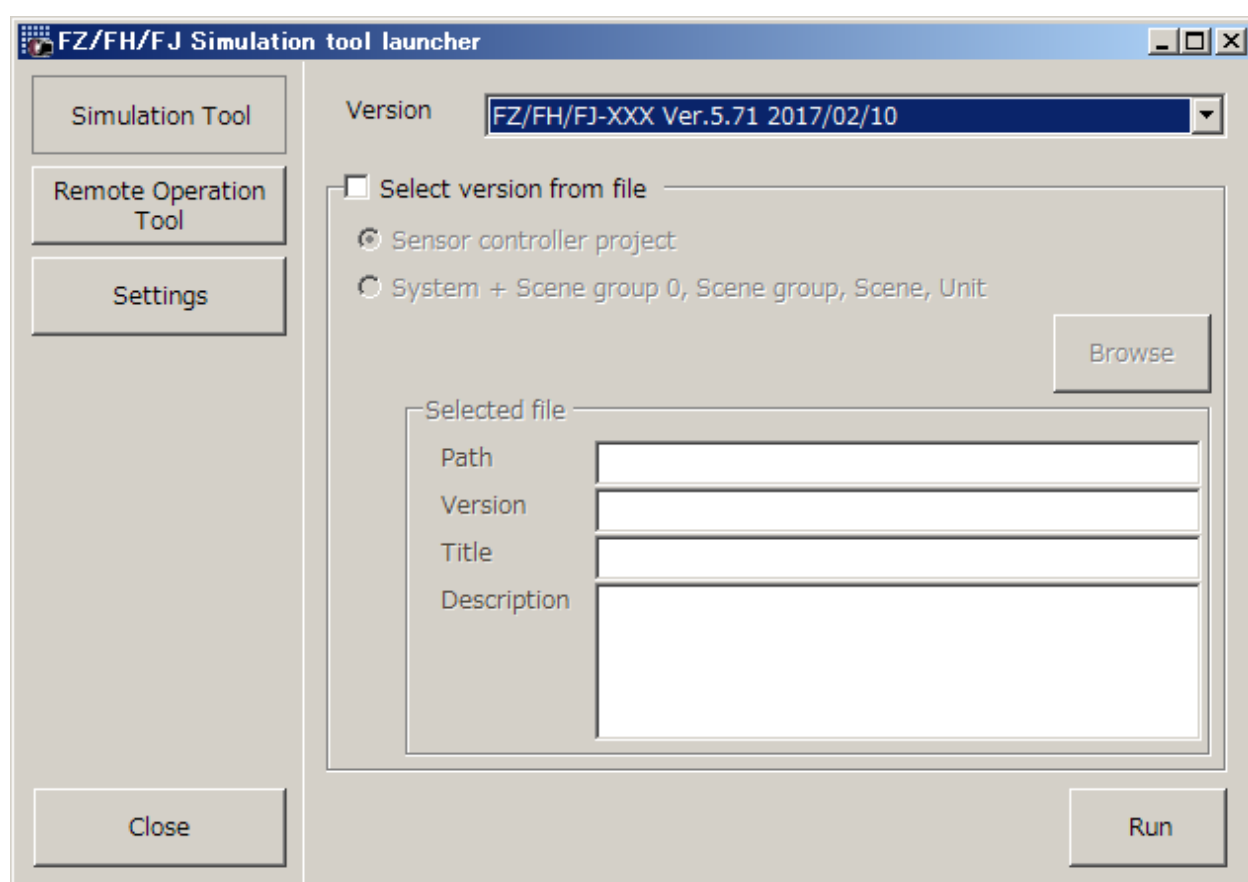 FZ/FH/FJ Simulation tool launcher
Simulation Tool
Remote Operation
Tool
Settings
Close
Version
FZ/FH/FJ-XXX Ver.5.71 2017/02/10
Select version from file
Sensor controller project
System + Scene group 0, Scene group, Scene, Unit
Browse
Selected file
Path
Version
Title
Description
Run